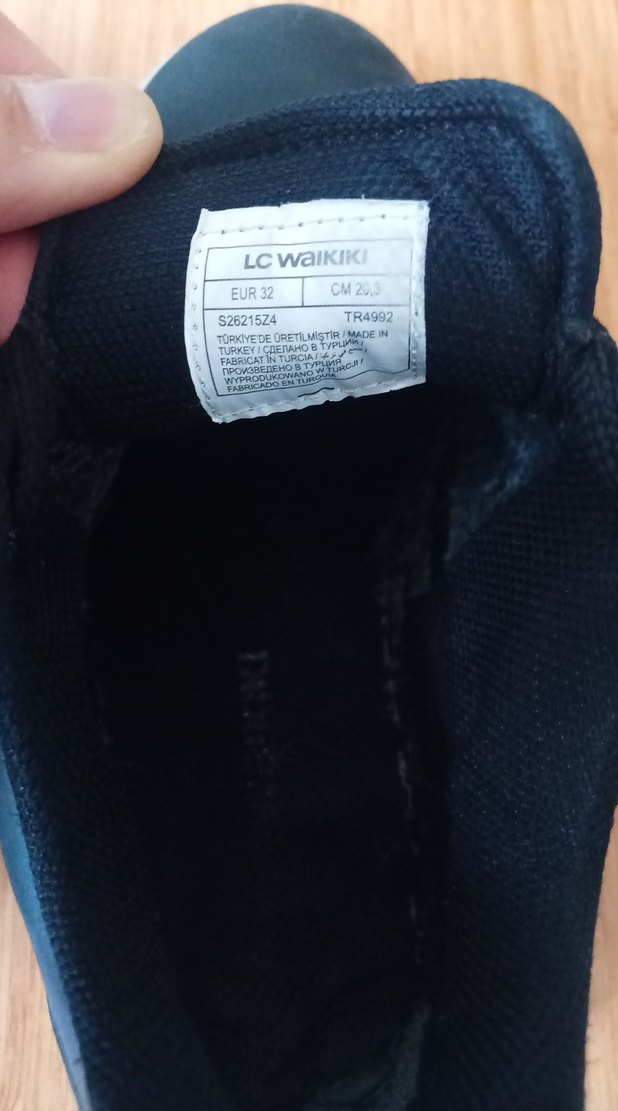 LC WAIKIKI
EUR 32
CM 20,3
S26215Z4
TR4992
TÜRKİYE'DE ÜRETİLMİŞTİR / MADE IN
TURKEY / СДЕЛАНО В ТУРЦИИ /
FABRICAT ÎN TURCIA /
ПРОИЗВЕДЕНО В ТУРЦИЯ
WYPRODUKOWANO W TURCJI /
FABRICADO EN TURQUIA